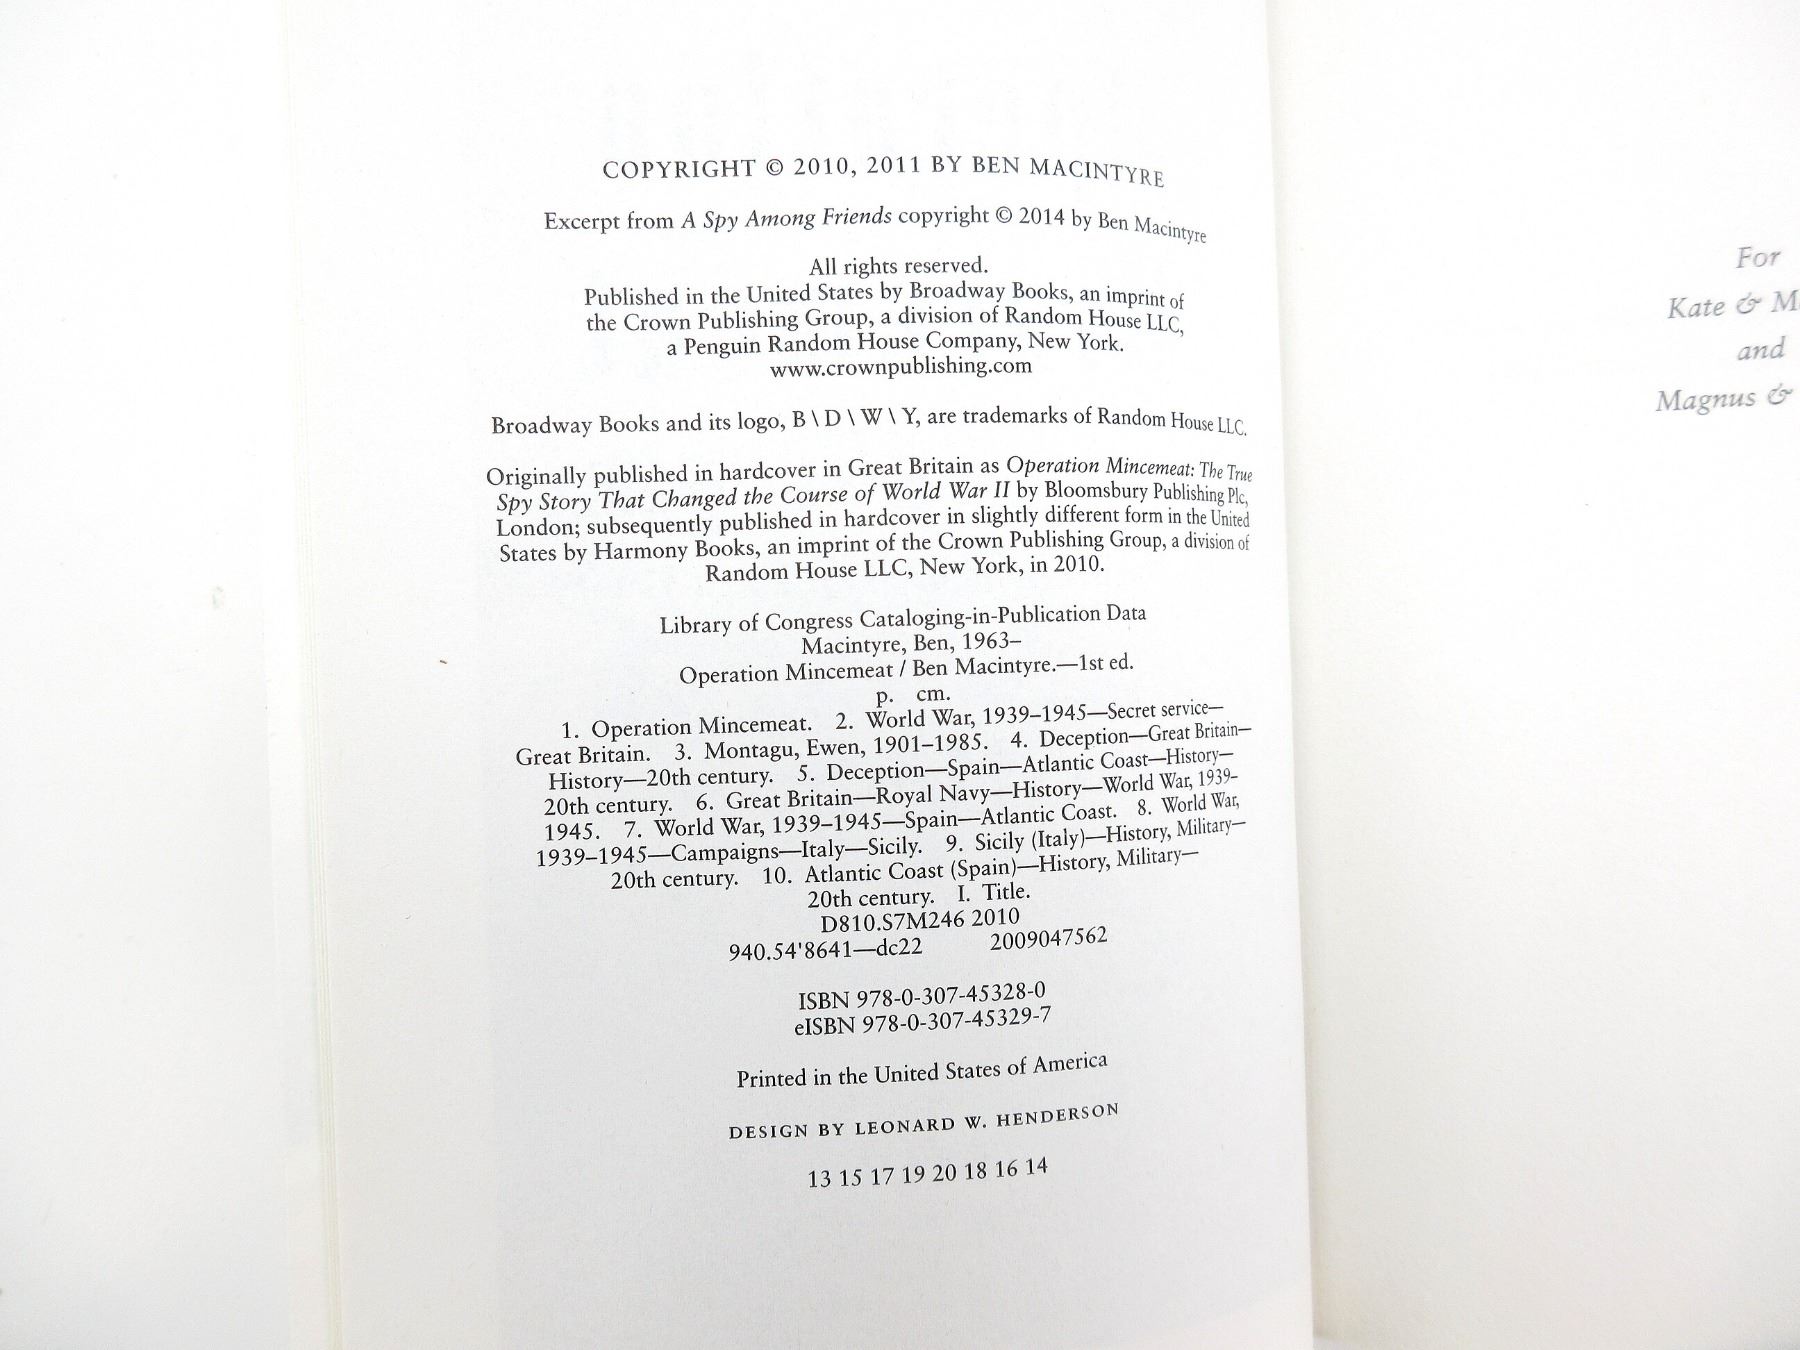 COPYRIGHT © 2010, 2011 BY BEN MACINTYRE
Excerpt from A Spy Among Friends copyright © 2014 by Ben Macintyre
All rights reserved.
Published in the United States by Broadway Books, an imprint of
the Crown Publishing Group, a division of Random House LLC,
a Penguin Random House Company, New York.
www.crownpublishing.com
Broadway Books and its logo, B \ D \ W \ Y, are trademarks of Random House LLC.
Originally published in hardcover in Great Britain as Operation Mincemeat: The True
Spy Story That Changed the Course of World War II by Bloomsbury Publishing Plc,
London; subsequently published in hardcover in slightly different form in the United
States by Harmony Books, an imprint of the Crown Publishing Group, a division of
Random House LLC, New York, in 2010.
Library of Congress Cataloging-in-Publication Data
Macintyre, Ben, 1963–
Operation Mincemeat / Ben Macintyre.—1st ed.
p. cm.
1. Operation Mincemeat. 2. World War, 1939–1945—Secret service—
Great Britain. 3. Montagu, Ewen, 1901–1985. 4. Deception—Great Britain—
History—20th century. 5. Deception—Spain—Atlantic Coast—History—
20th century. 6. Great Britain—Royal Navy—History—World War, 1939–
1945. 7. World War, 1939–1945—Spain—Atlantic Coast. 8. World War,
1939–1945—Campaigns—Italy—Sicily. 9. Sicily (Italy)—History, Military—
20th century. 10. Atlantic Coast (Spain)—History, Military—
20th century. I. Title.
D810.S7M246 2010
940.54'8641—dc22 2009047562
ISBN 978-0-307-45328-0
eISBN 978-0-307-45329-7
Printed in the United States of America
DESIGN BY LEONARD W. HENDERSON
13 15 17 19 20 18 16 14
For
Kate &
and
Magnus &